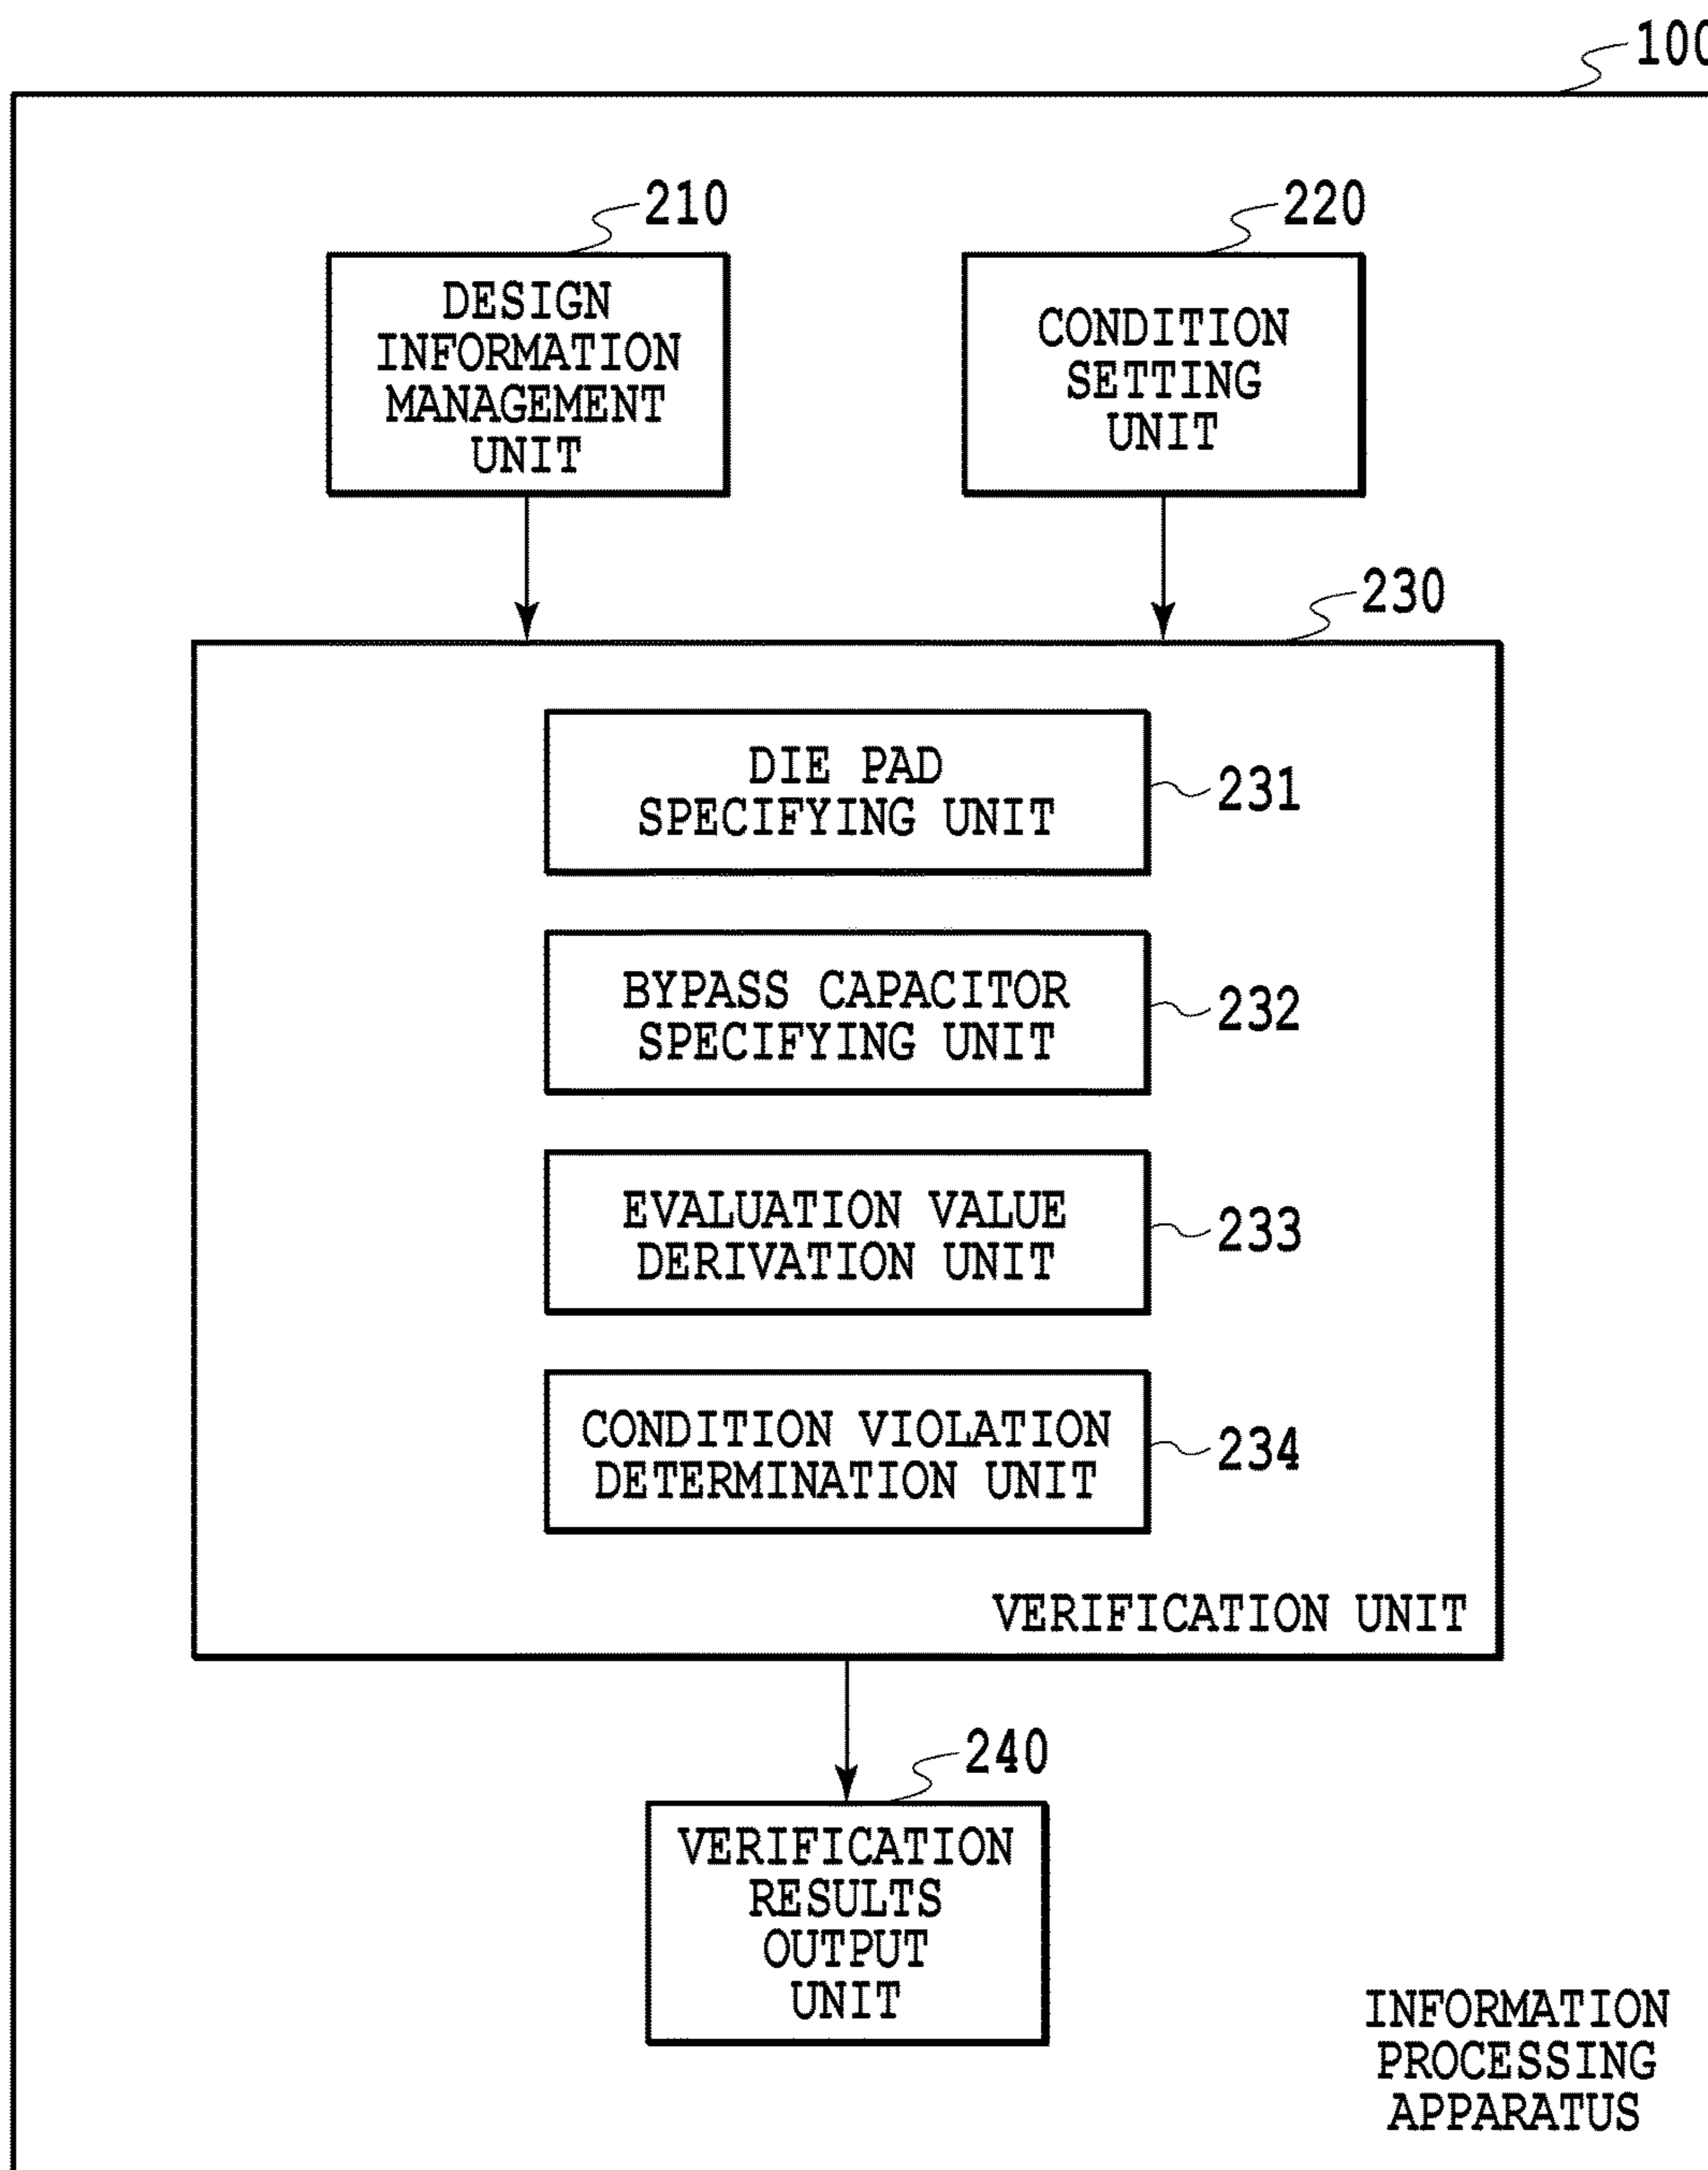 100
210
220
DESIGN
INFORMATION
MANAGEMENT
UNIT
CONDITION
SETTING
UNIT
230
DIE PAD
SPECIFYING UNIT
231
BYPASS CAPACITOR
SPECIFYING UNIT
232
EVALUATION VALUE
DERIVATION UNIT
233
CONDITION VIOLATION
DETERMINATION UNIT
234
VERIFICATION UNIT
240
VERIFICATION
RESULTS
OUTPUT
UNIT
INFORMATION
PROCESSING
APPARATUS